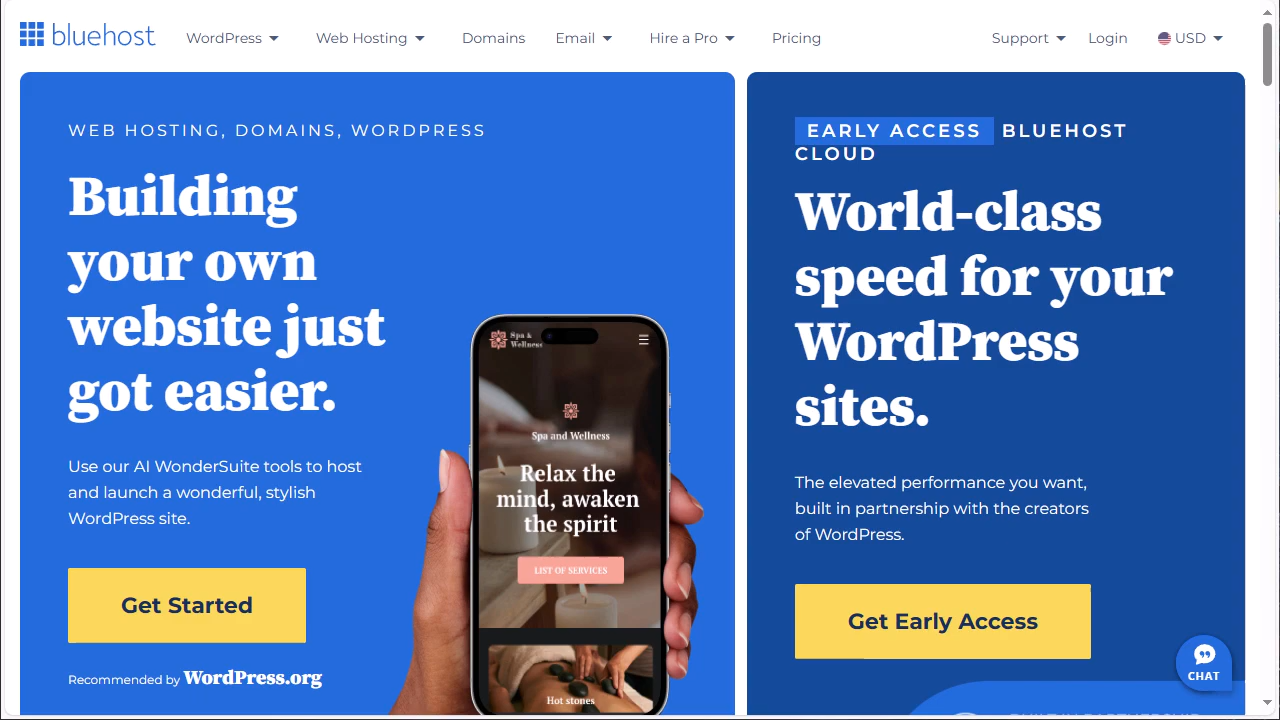 bluehost
WordPress
Web Hosting
Domains
Email
Hire a Pro
Pricing
Support
Login
USD
WEB HOSTING, DOMAINS, WORDPRESS
Building
your own
website just
got easier.
Use our AI WonderSuite tools to host
and launch a wonderful, stylish
WordPress site.
Get Started
Recommended by WordPress.org
Spa &
Wellness
Spa and Wellness
Relax the
mind, awaken
the spirit
LIST OF SERVICES
Hot stones
EARLY ACCESS BLUEHOST
CLOUD
World-class
speed for your
WordPress
sites.
The elevated performance you want,
built in partnership with the creators
of WordPress.
Get Early Access
CHAT